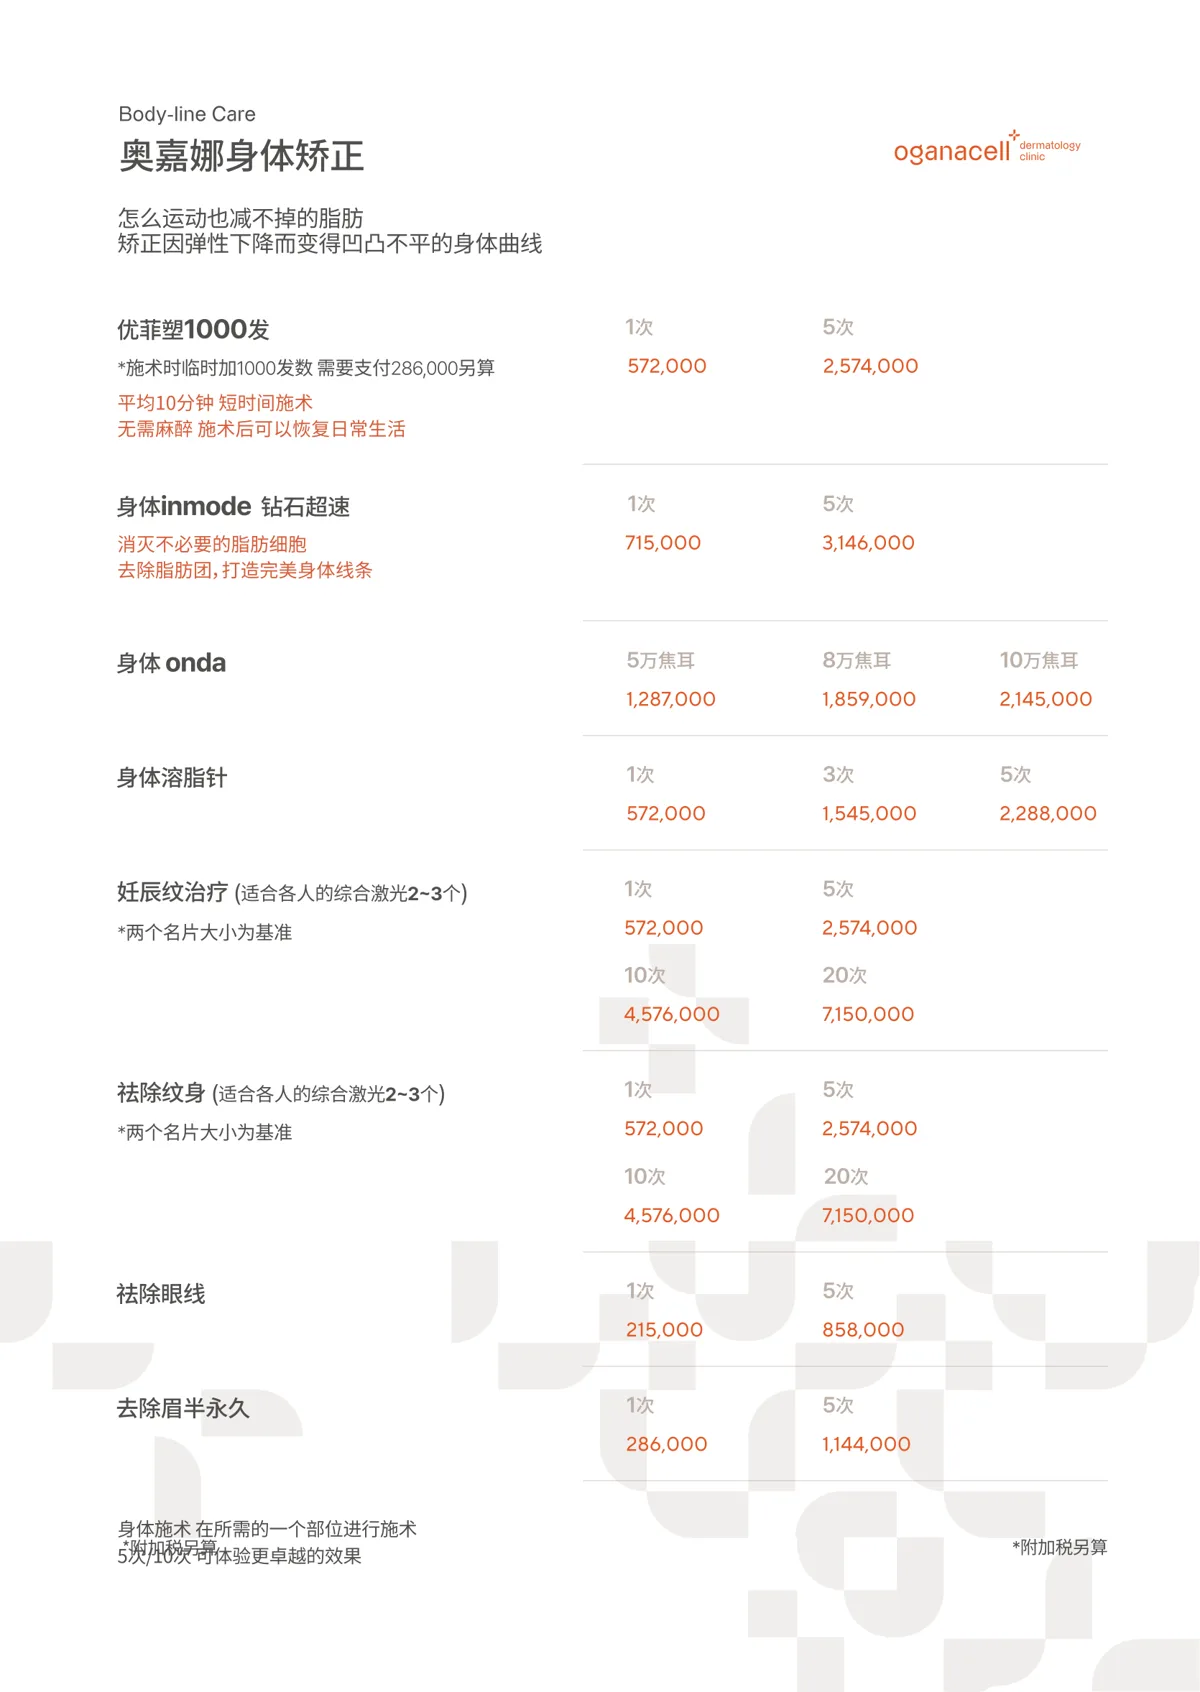 Body-line Care
奥嘉娜身体矫正
oganacell dermatology clinic
怎么运动也减不掉的脂肪
矫正因弹性下降而变得凹凸不平的身体曲线
优菲塑1000发
1次 5次
*施术时临时加1000发数 需要支付286,000另算
572,000 2,574,000
平均10分钟 短时间施术
无需麻醉 施术后可以恢复日常生活
身体inmode 钻石超速
1次 5次
消灭不必要的脂肪细胞
715,000 3,146,000
去除脂肪团，打造完美身体线条
身体 onda
5万焦耳 8万焦耳 10万焦耳
1,287,000 1,859,000 2,145,000
身体溶脂针
1次 3次 5次
572,000 1,545,000 2,288,000
妊辰纹治疗 (适合各人的综合激光2~3个)
1次 5次
*两个名片大小为基准
572,000 2,574,000
10次 20次
4,576,000 7,150,000
祛除纹身 (适合各人的综合激光2~3个)
1次 5次
*两个名片大小为基准
572,000 2,574,000
10次 20次
4,576,000 7,150,000
祛除眼线
1次 5次
215,000 858,000
去除眉半永久
1次 5次
286,000 1,144,000
身体施术 在所需的一个部位进行施术
*附加税另算
5次/10次 可体验更卓越的效果
*附加税另算